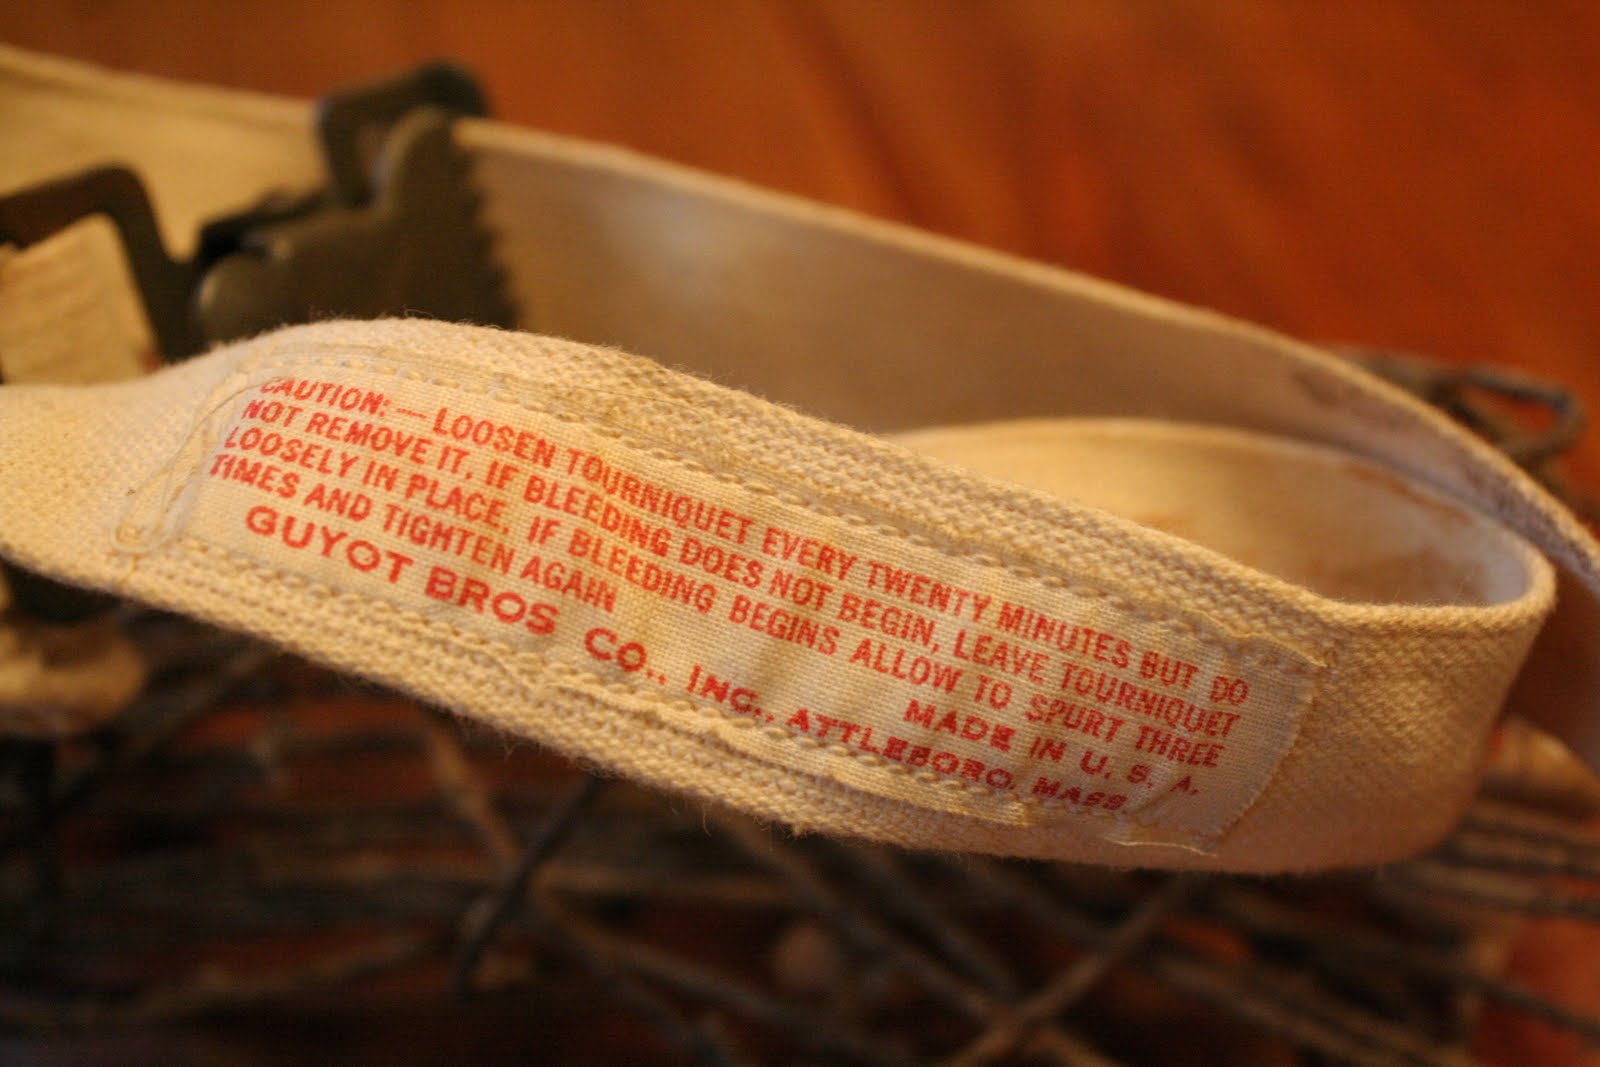 CAUTION: — LOOSEN TOURNIQUET EVERY TWENTY MINUTES BUT DO
NOT REMOVE IT. IF BLEEDING DOES NOT BEGIN, LEAVE TOURNIQUET
LOOSELY IN PLACE. IF BLEEDING BEGINS ALLOW TO SPURT THREE
TIMES AND TIGHTEN AGAIN
MADE IN U. S. A.
GUYOT BROS CO., INC., ATTLEBORO, MASS.